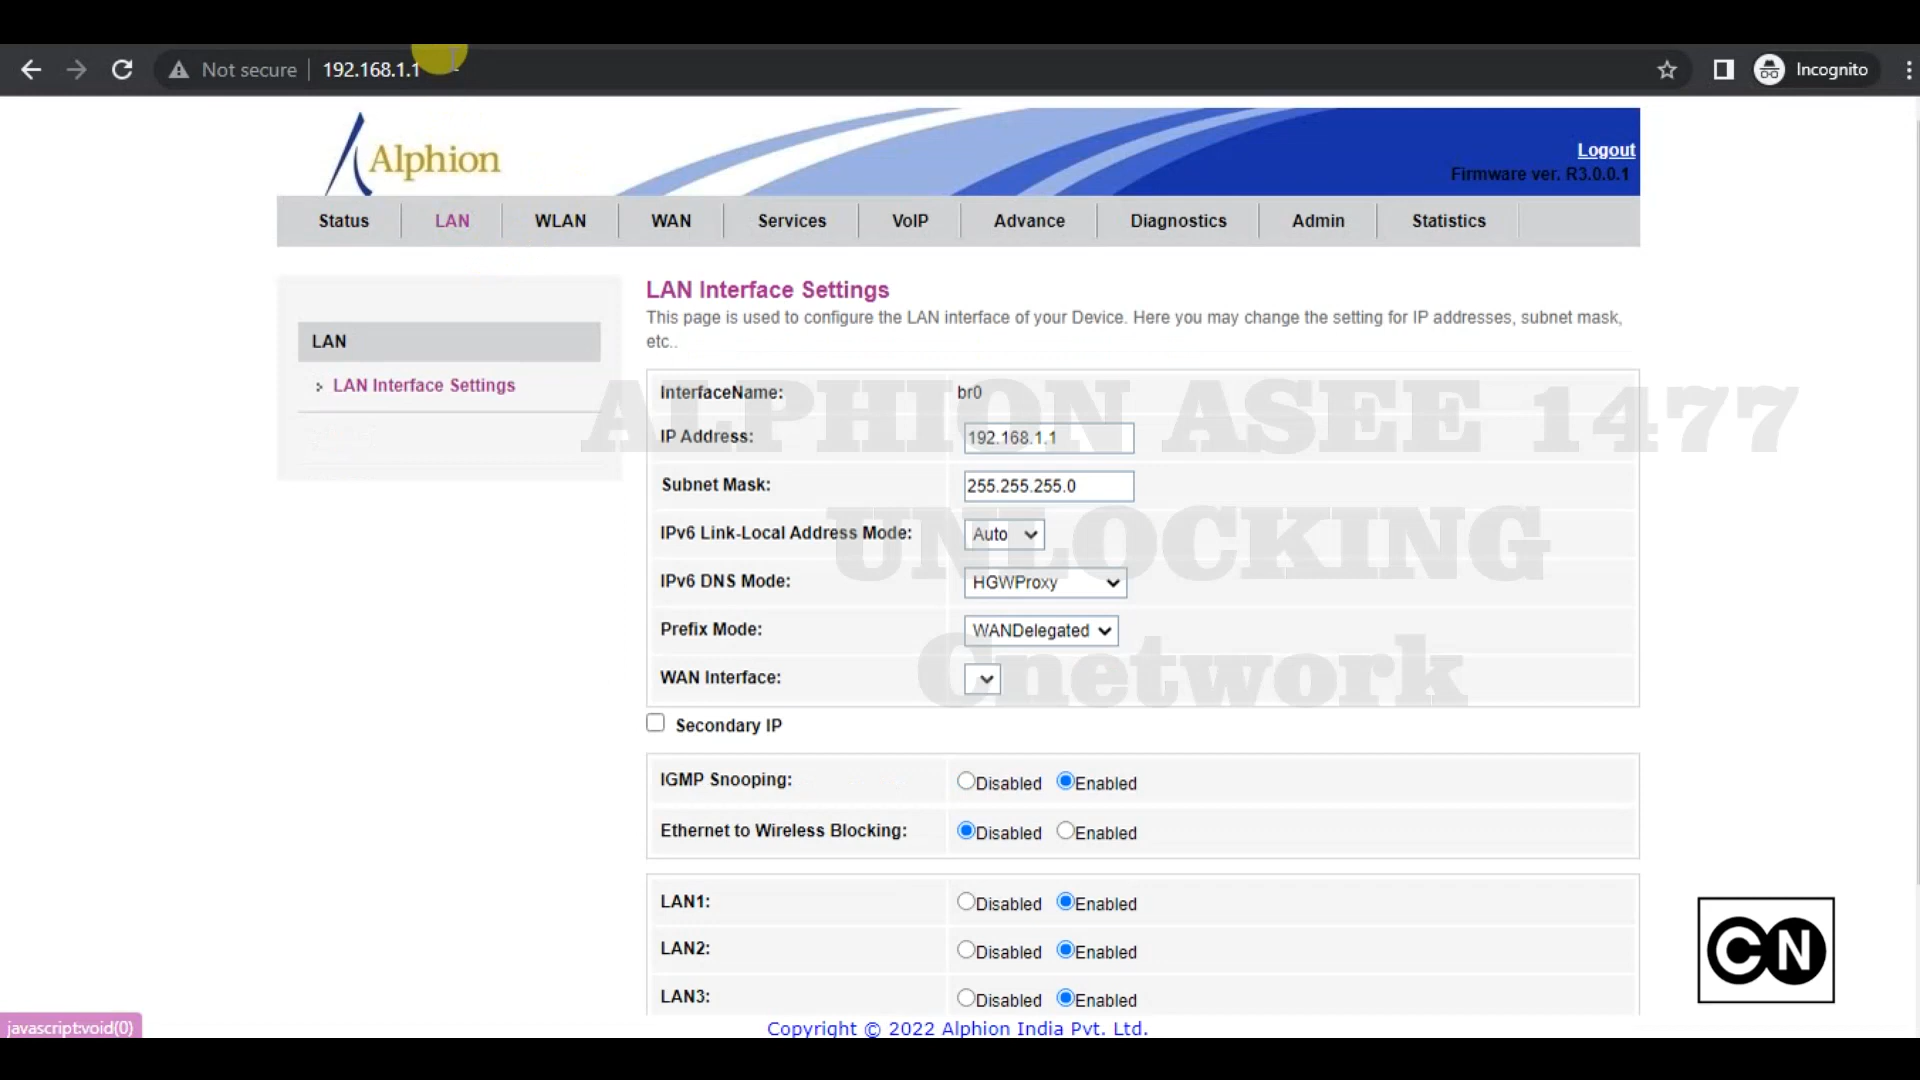 Not secure 192.168.1.1 Incognito
Alphion
Logout
Firmware ver. R3.0.0.1
Status LAN WLAN WAN Services VoIP Advance Diagnostics Admin Statistics
LAN
LAN Interface Settings
LAN Interface Settings
This page is used to configure the LAN interface of your Device. Here you may change the setting for IP addresses, subnet mask,
etc..
InterfaceName: br0
IP Address: 192.168.1.1
Subnet Mask: 255.255.255.0
IPv6 Link-Local Address Mode: Auto
IPv6 DNS Mode: HGWProxy
Prefix Mode: WANDelegated
WAN Interface:
ALPHION ASEE 1477
UNLOCKING
Cnetwork
Secondary IP
IGMP Snooping: Disabled Enabled
Ethernet to Wireless Blocking: Disabled Enabled
LAN1: Disabled Enabled
LAN2: Disabled Enabled
LAN3: Disabled Enabled
CN
javascript:void(0)
Copyright © 2022 Alphion India Pvt. Ltd.